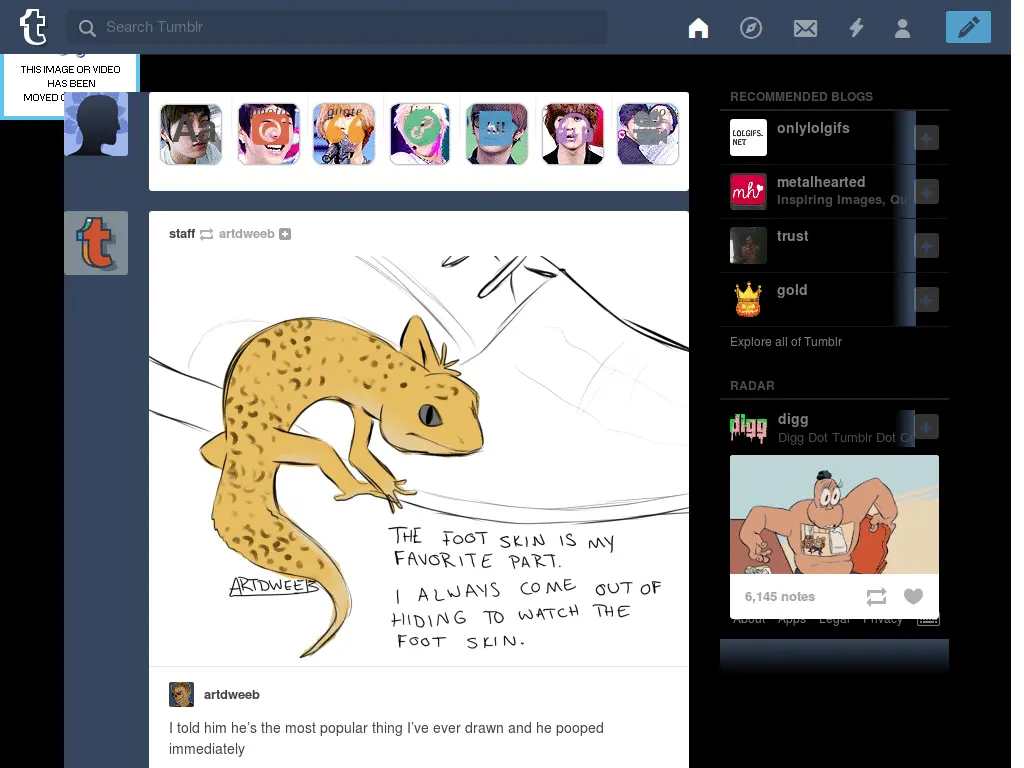 t
Search Tumblr
THIS IMAGE OR VIDEO
HAS BEEN
Aa
staff artdweeb
THE FOOT SKIN IS MY
FAVORITE PART.
I ALWAYS COME OUT OF
HIDING TO WATCH THE
FOOT SKIN.
ARTDWEEB
artdweeb
I told him he's the most popular thing I've ever drawn and he pooped
immediately
RECOMMENDED BLOGS
LOLGIFS.
NET
onlylolgifs
mh
metalhearted
Inspiring Images, Qu
trust
gold
Explore all of Tumblr
RADAR
digg
digg
Digg Dot Tumblr Dot Co
6,145 notes
About Apps Legal Privacy